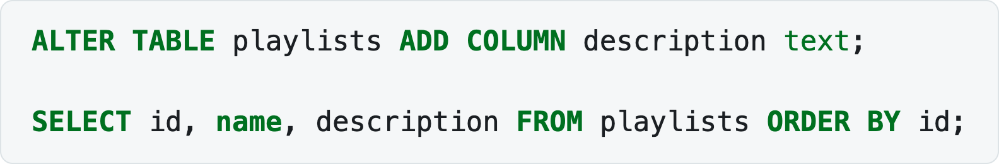 ALTER TABLE playlists ADD COLUMN description text;
SELECT id, name, description FROM playlists ORDER BY id;